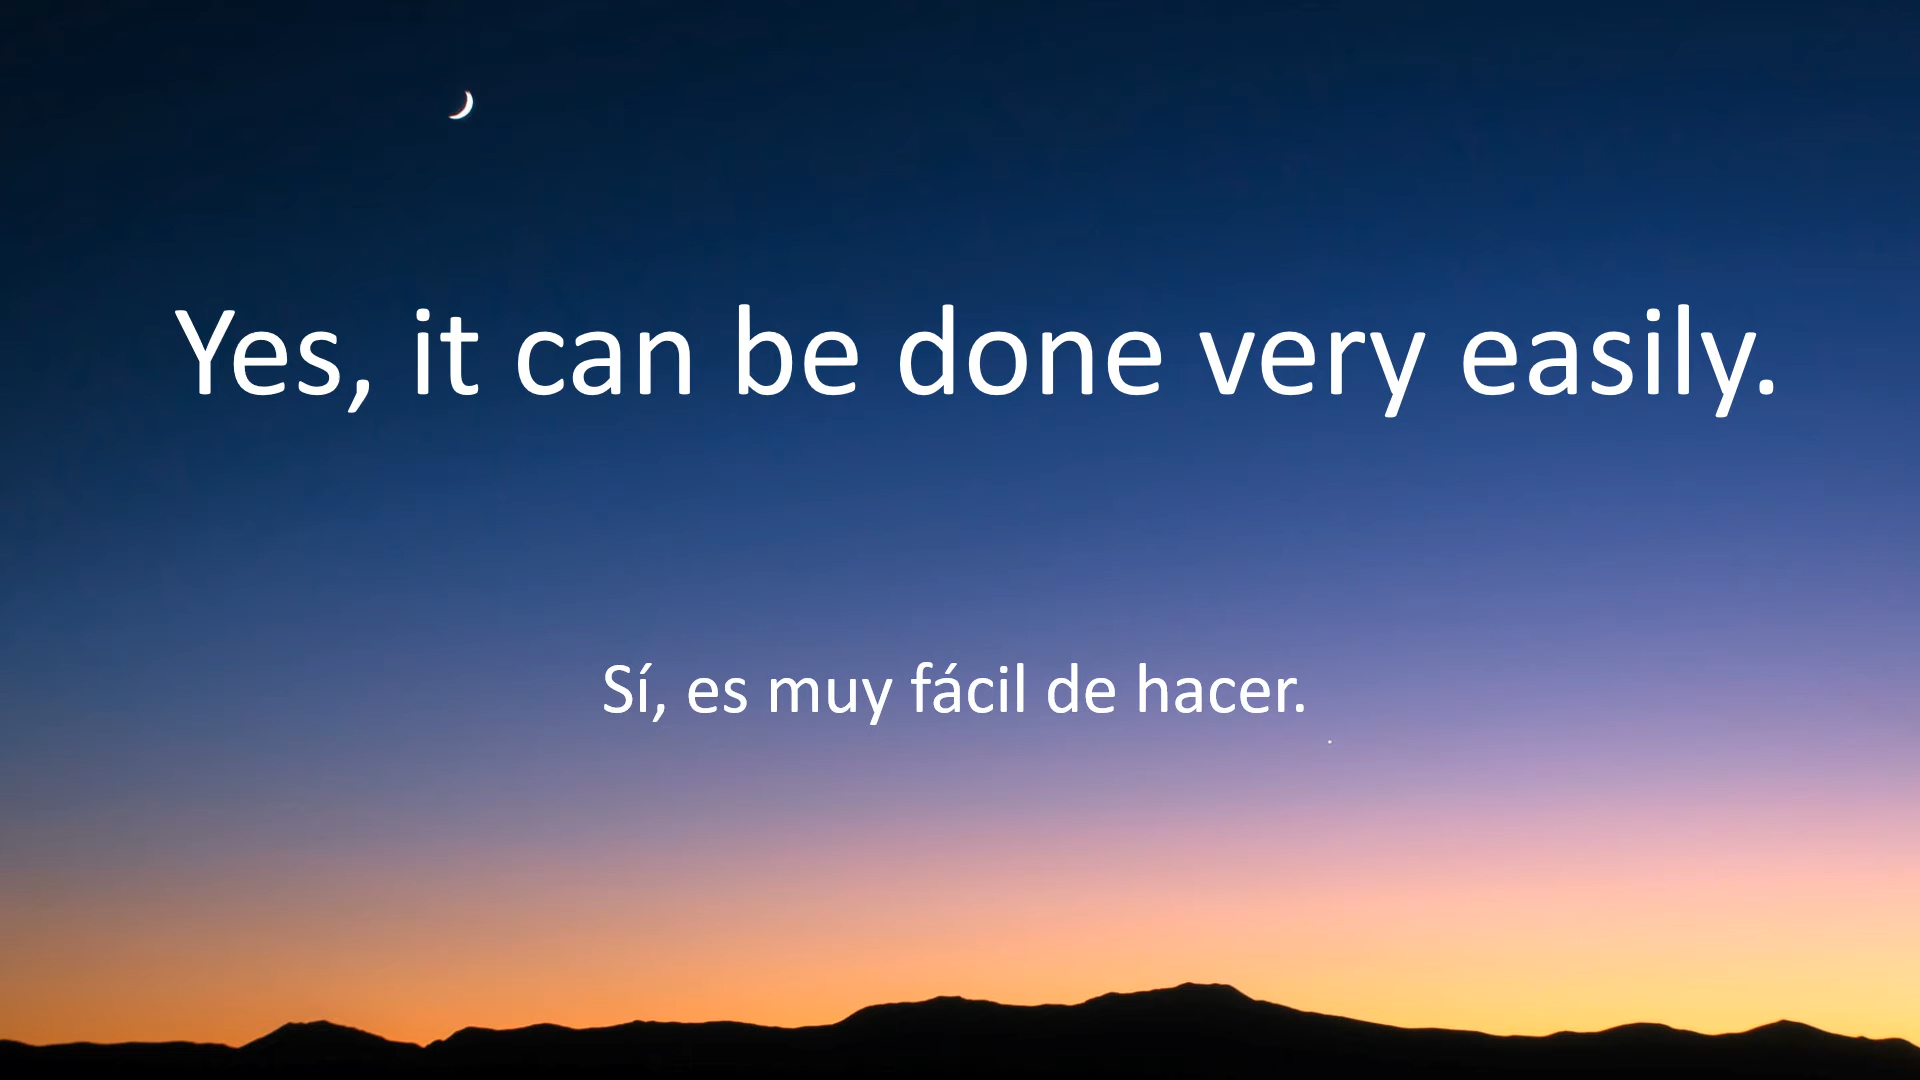 Yes, it can be done very easily.
Sí, es muy fácil de hacer.